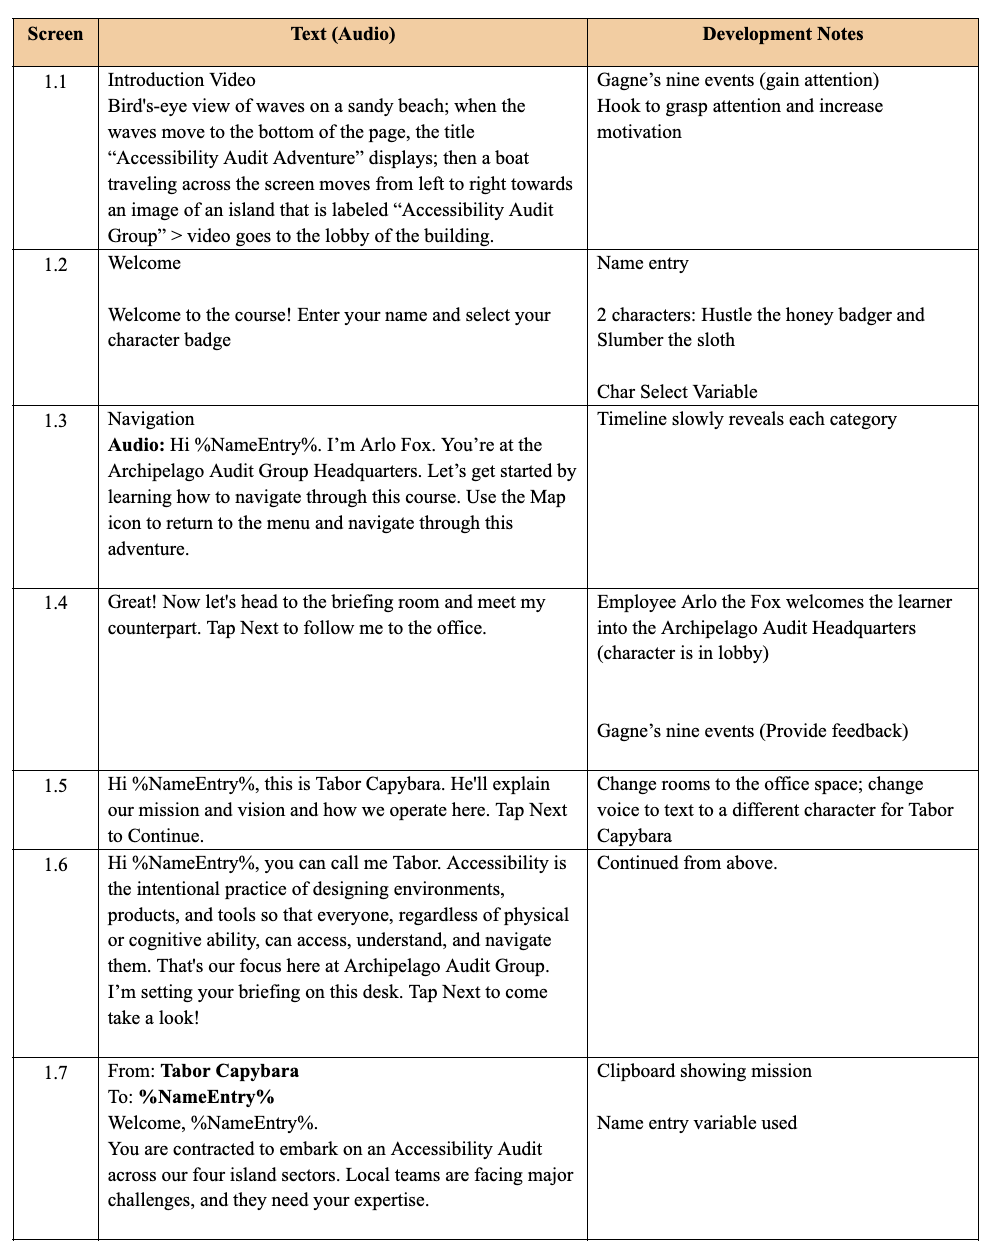 Screen
Text (Audio)
Development Notes
1.1
Introduction Video
Bird's-eye view of waves on a sandy beach; when the
waves move to the bottom of the page, the title
“Accessibility Audit Adventure” displays; then a boat
traveling across the screen moves from left to right towards
an image of an island that is labeled “Accessibility Audit
Group” > video goes to the lobby of the building.
Gagne’s nine events (gain attention)
Hook to grasp attention and increase
motivation
1.2
Welcome
Welcome to the course! Enter your name and select your
character badge
Name entry
2 characters: Hustle the honey badger and
Slumber the sloth
Char Select Variable
1.3
Navigation
Audio: Hi %NameEntry%. I’m Arlo Fox. You’re at the
Archipelago Audit Group Headquarters. Let’s get started by
learning how to navigate through this course. Use the Map
icon to return to the menu and navigate through this
adventure.
Timeline slowly reveals each category
1.4
Great! Now let's head to the briefing room and meet my
counterpart. Tap Next to follow me to the office.
Employee Arlo the Fox welcomes the learner
into the Archipelago Audit Headquarters
(character is in lobby)
Gagne’s nine events (Provide feedback)
1.5
Hi %NameEntry%, this is Tabor Capybara. He'll explain
our mission and vision and how we operate here. Tap Next
to Continue.
Change rooms to the office space; change
voice to text to a different character for Tabor
Capybara
1.6
Hi %NameEntry%, you can call me Tabor. Accessibility is
the intentional practice of designing environments,
products, and tools so that everyone, regardless of physical
or cognitive ability, can access, understand, and navigate
them. That's our focus here at Archipelago Audit Group.
I’m setting your briefing on this desk. Tap Next to come
take a look!
Continued from above.
1.7
From: Tabor Capybara
To: %NameEntry%
Welcome, %NameEntry%.
You are contracted to embark on an Accessibility Audit
across our four island sectors. Local teams are facing major
challenges, and they need your expertise.
Clipboard showing mission
Name entry variable used